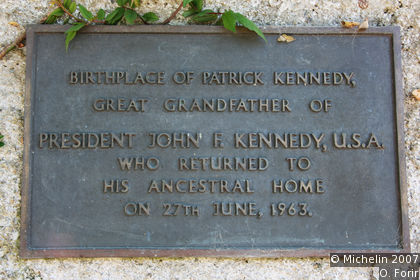 BIRTHPLACE OF PATRICK KENNEDY,
GREAT GRANDFATHER OF
PRESIDENT JOHN F. KENNEDY, U.S.A.
WHO RETURNED TO
HIS ANCESTRAL HOME
ON 27TH JUNE, 1963.
© Michelin 2007
O. Forir